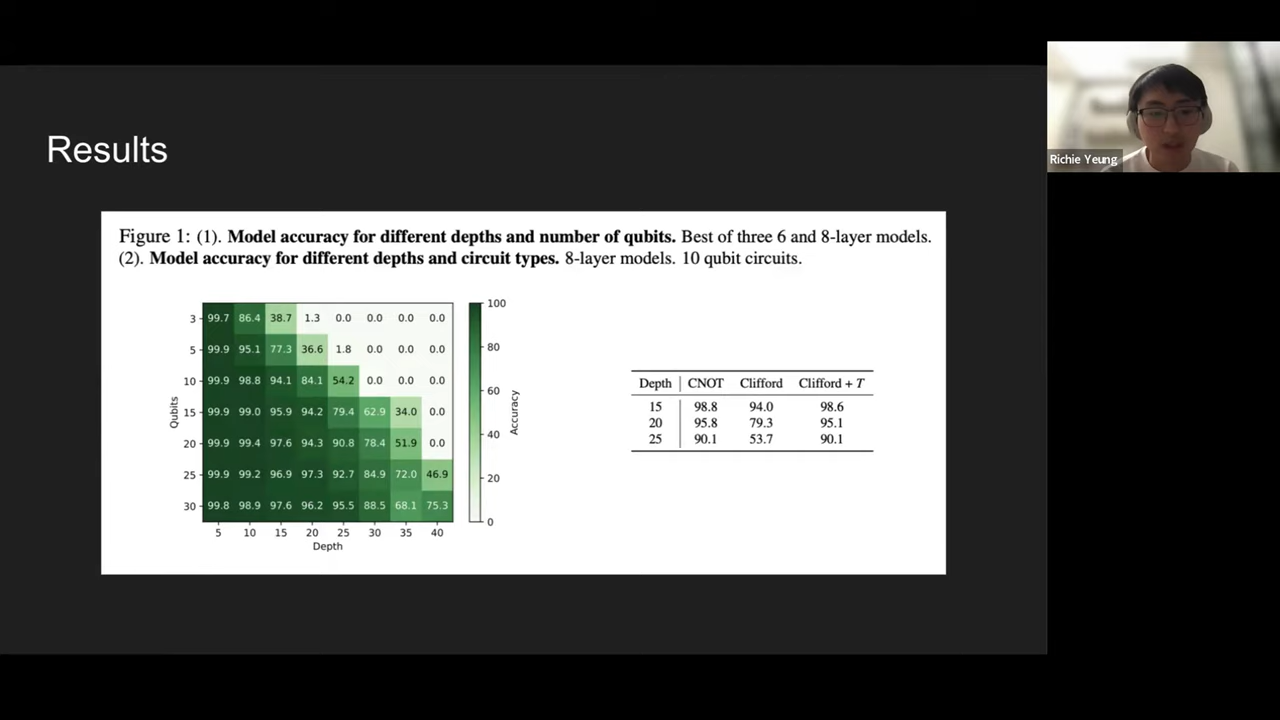 Results
Richie Yeung
Figure 1: (1). Model accuracy for different depths and number of qubits. Best of three 6 and 8-layer models.
(2). Model accuracy for different depths and circuit types. 8-layer models. 10 qubit circuits.
3 99.7 86.4 38.7 1.3 0.0 0.0 0.0 0.0
5 99.9 95.1 77.3 36.6 1.8 0.0 0.0 0.0
10 99.9 98.8 94.1 84.1 54.2 0.0 0.0 0.0
15 99.9 99.0 95.9 94.2 79.4 62.9 34.0 0.0
20 99.9 99.4 97.6 94.3 90.8 78.4 51.9 0.0
25 99.9 99.2 96.9 97.3 92.7 84.9 72.0 46.9
30 99.8 98.9 97.6 96.2 95.5 88.5 68.1 75.3
5 10 15 20 25 30 35 40
Depth
Qubits
100
80
60
40
20
0
Accuracy
Depth CNOT Clifford Clifford + T
15 98.8 94.0 98.6
20 95.8 79.3 95.1
25 90.1 53.7 90.1